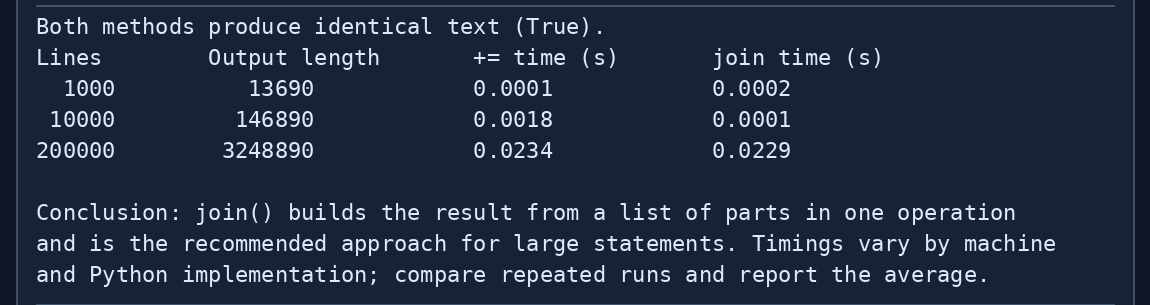 Both methods produce identical text (True).
Lines        Output length       += time (s)       join time (s)
  1000          13690            0.0001            0.0002
 10000         146890            0.0018            0.0001
200000        3248890            0.0234            0.0229
Conclusion: join() builds the result from a list of parts in one operation
and is the recommended approach for large statements. Timings vary by machine
and Python implementation; compare repeated runs and report the average.